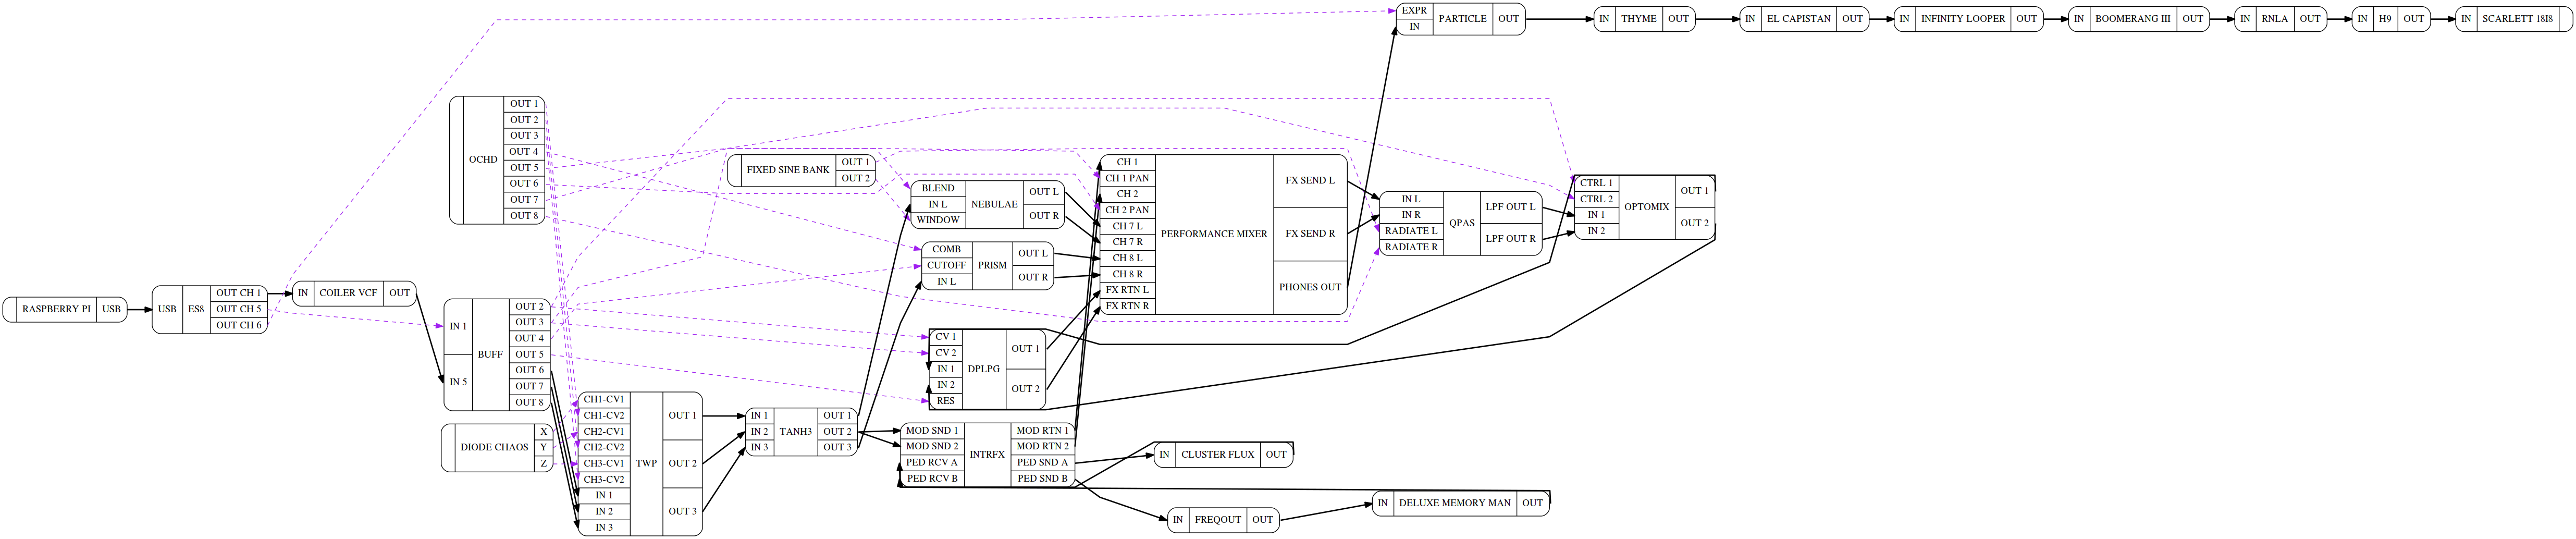 EXPR
IN
PARTICLE
OUT
IN
THYME
OUT
IN
EL CAPISTAN
OUT
IN
INFINITY LOOPER
OUT
IN
BOOMERANG III
OUT
IN
RNLA
OUT
IN
H9
OUT
IN
SCARLETT 18I8
OCHD
OUT 1
OUT 2
OUT 3
OUT 4
OUT 5
OUT 6
OUT 7
OUT 8
FIXED SINE BANK
OUT 1
OUT 2
BLEND
IN L
WINDOW
NEBULAE
OUT L
OUT R
COMB
CUTOFF
IN L
PRISM
OUT L
OUT R
CH 1
CH 1 PAN
CH 2
CH 2 PAN
CH 7 L
CH 7 R
CH 8 L
CH 8 R
FX RTN L
FX RTN R
PERFORMANCE MIXER
FX SEND L
FX SEND R
PHONES OUT
IN L
IN R
RADIATE L
RADIATE R
QPAS
LPF OUT L
LPF OUT R
CTRL 1
CTRL 2
IN 1
IN 2
OPTOMIX
OUT 1
OUT 2
RASPBERRY PI
USB
USB
ES8
OUT CH 1
OUT CH 5
OUT CH 6
IN
COILER VCF
OUT
IN 1
IN 5
BUFF
OUT 2
OUT 3
OUT 4
OUT 5
OUT 6
OUT 7
OUT 8
DIODE CHAOS
X
Y
Z
CH1-CV1
CH1-CV2
CH2-CV1
CH2-CV2
CH3-CV1
CH3-CV2
IN 1
IN 2
IN 3
TWP
OUT 1
OUT 2
OUT 3
IN 1
IN 2
IN 3
TANH3
OUT 1
OUT 2
OUT 3
CV 1
CV 2
IN 1
IN 2
RES
DPLPG
OUT 1
OUT 2
MOD SND 1
MOD SND 2
PED RCV A
PED RCV B
INTRFX
MOD RTN 1
MOD RTN 2
PED SND A
PED SND B
IN
CLUSTER FLUX
OUT
IN
FREQOUT
OUT
IN
DELUXE MEMORY MAN
OUT